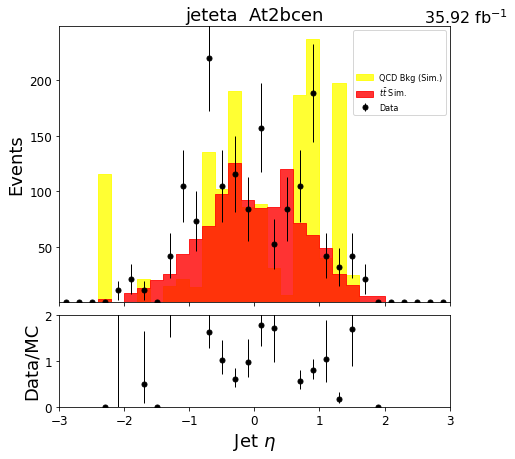 jeteta At2bcen
35.92 fb⁻¹
QCD Bkg (Sim.)
tt̄ Sim.
Data
Events
200
150
100
50
Data/MC
2
1
0
−3 −2 −1 0 1 2 3
Jet η